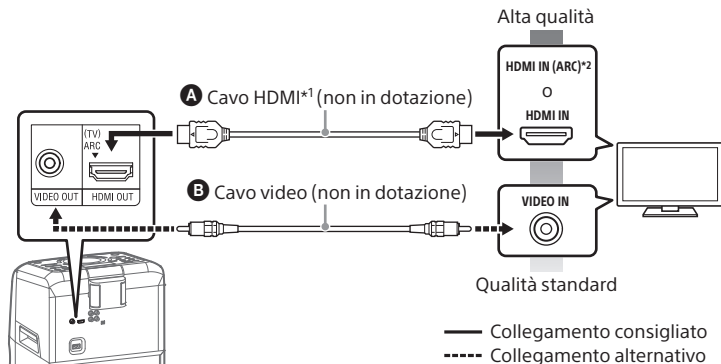 Alta qualità
HDMI IN (ARC)*2
O
HDMI IN
A Cavo HDMI*1 (non in dotazione)
(TV)
ARC
VIDEO OUT
HDMI OUT
B Cavo video (non in dotazione)
VIDEO IN
Qualità standard
Collegamento consigliato
Collegamento alternativo